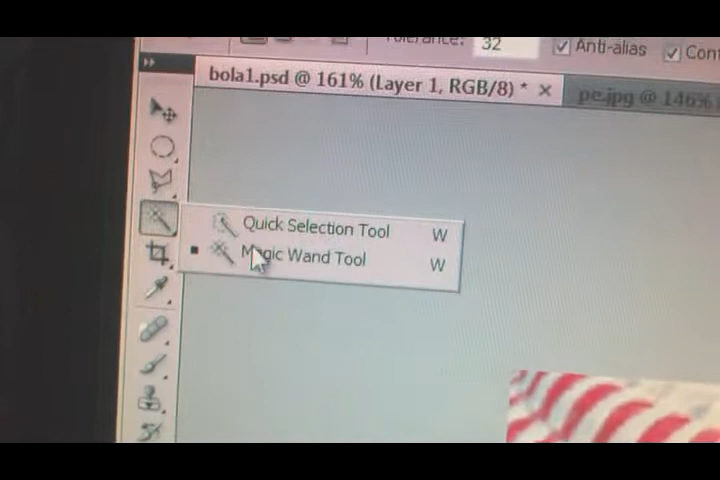 Tolerance: 32 Anti-alias Cont
bola1.psd @ 161% (Layer 1, RGB/8) * × pe.jpg @ 146%
Quick Selection Tool W
Magic Wand Tool W